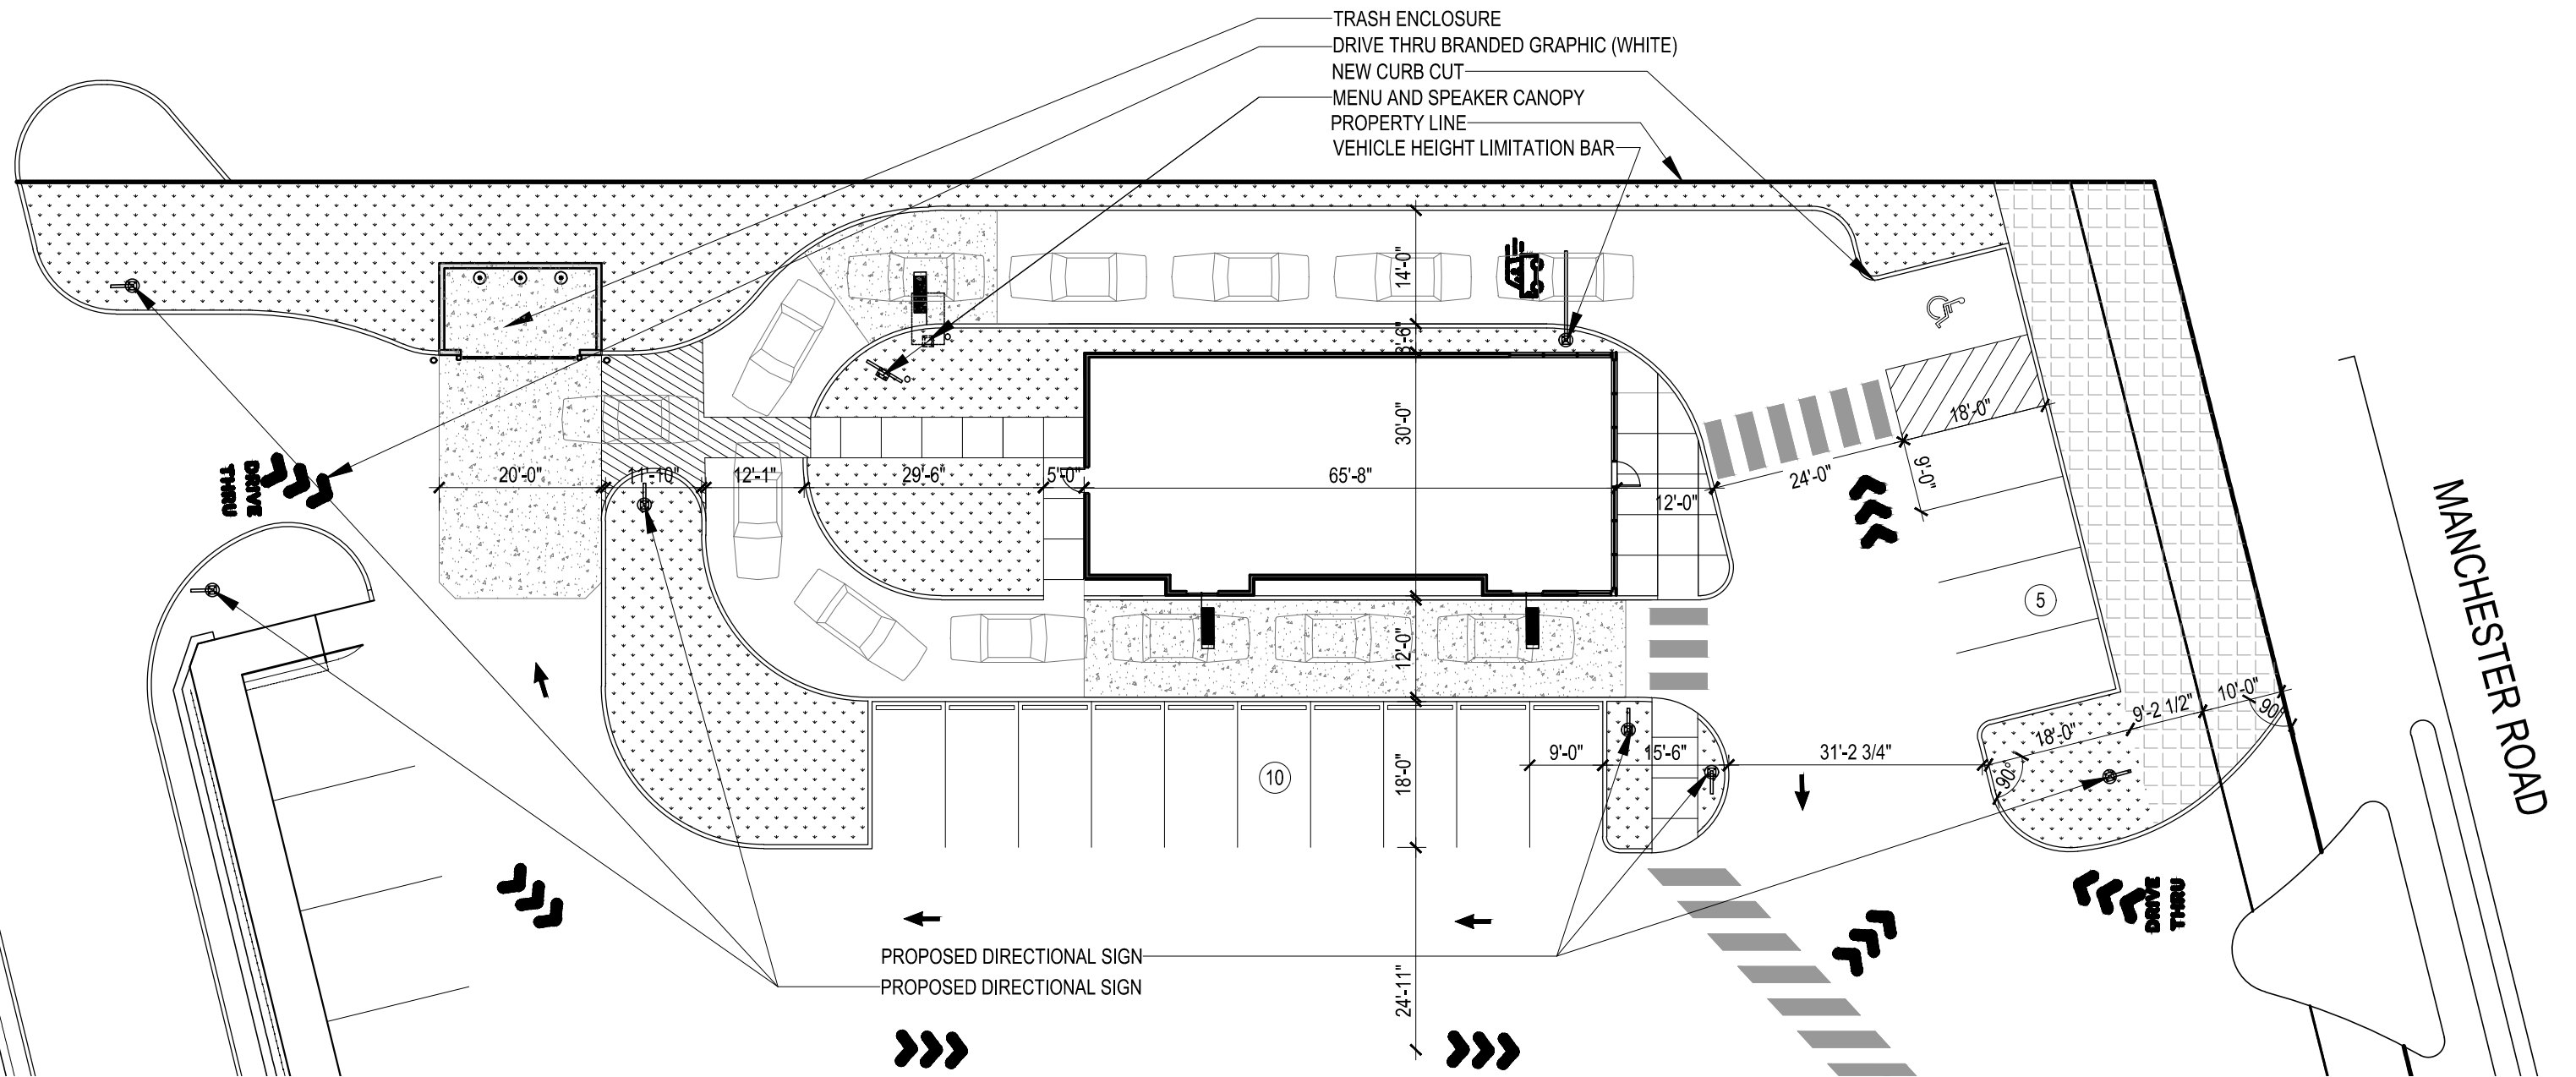 TRASH ENCLOSURE
DRIVE THRU BRANDED GRAPHIC (WHITE)
NEW CURB CUT
MENU AND SPEAKER CANOPY
PROPERTY LINE
VEHICLE HEIGHT LIMITATION BAR
14'-0"
3'-6"
30'-0"
18'-0"
24'-0"
9'-0"
DRIVE
THRU
20'-0"
11'-10"
12'-1"
29'-6"
5'-0"
65'-8"
12'-0"
MANCHESTER ROAD
5
12'-0"
10'-0"
9'-2 1/2"
90°
18'-0"
90°
9'-0"
15'-6"
31'-2 3/4"
10
18'-0"
DRIVE
THRU
PROPOSED DIRECTIONAL SIGN
PROPOSED DIRECTIONAL SIGN
24'-11"